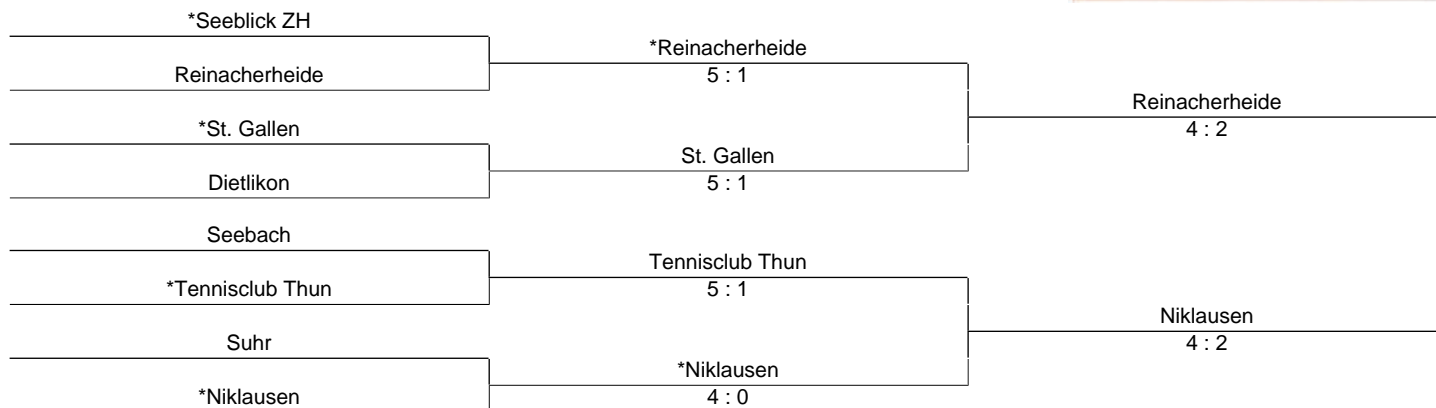 *Seeblick ZH
Reinacherheide
*St. Gallen
Dietlikon
Seebach
*Tennisclub Thun
Suhr
*Niklausen
*Reinacherheide
5 : 1
St. Gallen
5 : 1
Tennisclub Thun
5 : 1
*Niklausen
4 : 0
Reinacherheide
4 : 2
Niklausen
4 : 2